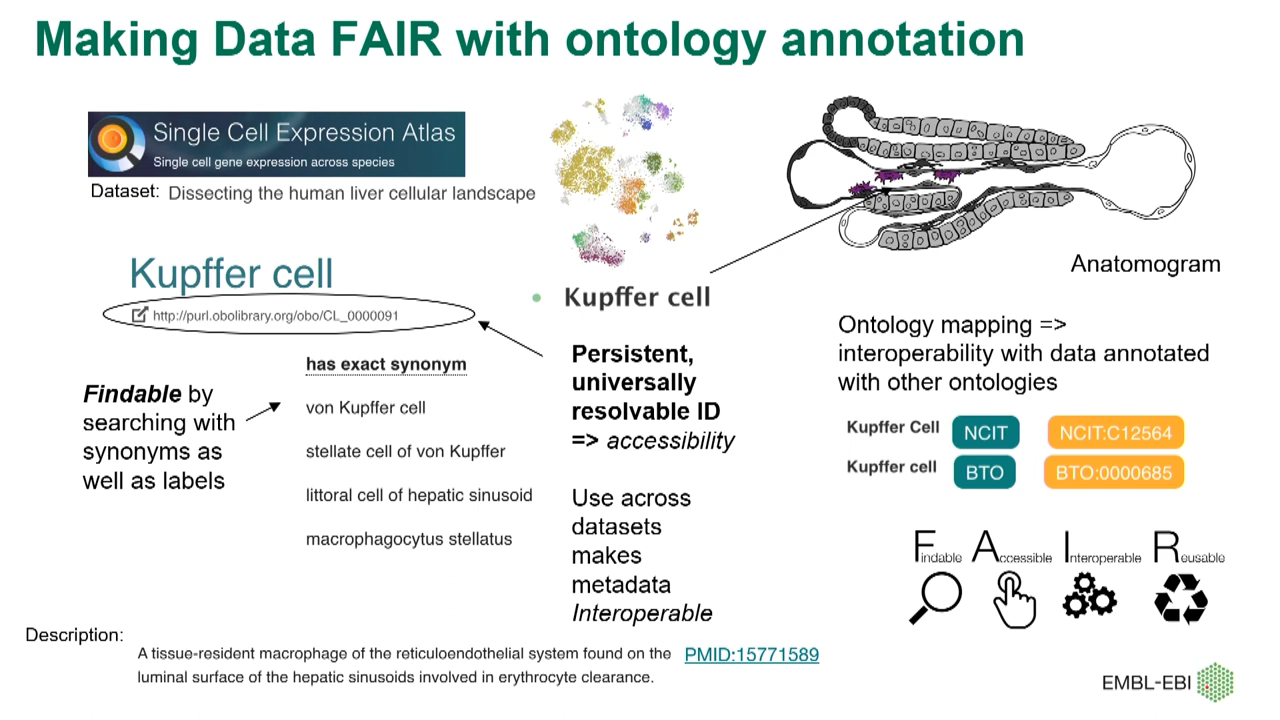 Making Data FAIR with ontology annotation
Single Cell Expression Atlas
Single cell gene expression across species
Dataset: Dissecting the human liver cellular landscape
Kupffer cell
http://purl.obolibrary.org/obo/CL_0000091
has exact synonym
von Kupffer cell
stellate cell of von Kupffer
littoral cell of hepatic sinusoid
macrophagocytus stellatus
Findable by
searching with
synonyms as
well as labels
• Kupffer cell
Persistent,
universally
resolvable ID
=> accessibility
Use across
datasets
makes
metadata
Interoperable
Anatomogram
Ontology mapping =>
interoperability with data annotated
with other ontologies
Kupffer Cell NCIT NCIT:C12564
Kupffer cell BTO BTO:0000685
Findable Accessible Interoperable Reusable
Description:
A tissue-resident macrophage of the reticuloendothelial system found on the PMID:15771589
luminal surface of the hepatic sinusoids involved in erythrocyte clearance.
EMBL-EBI